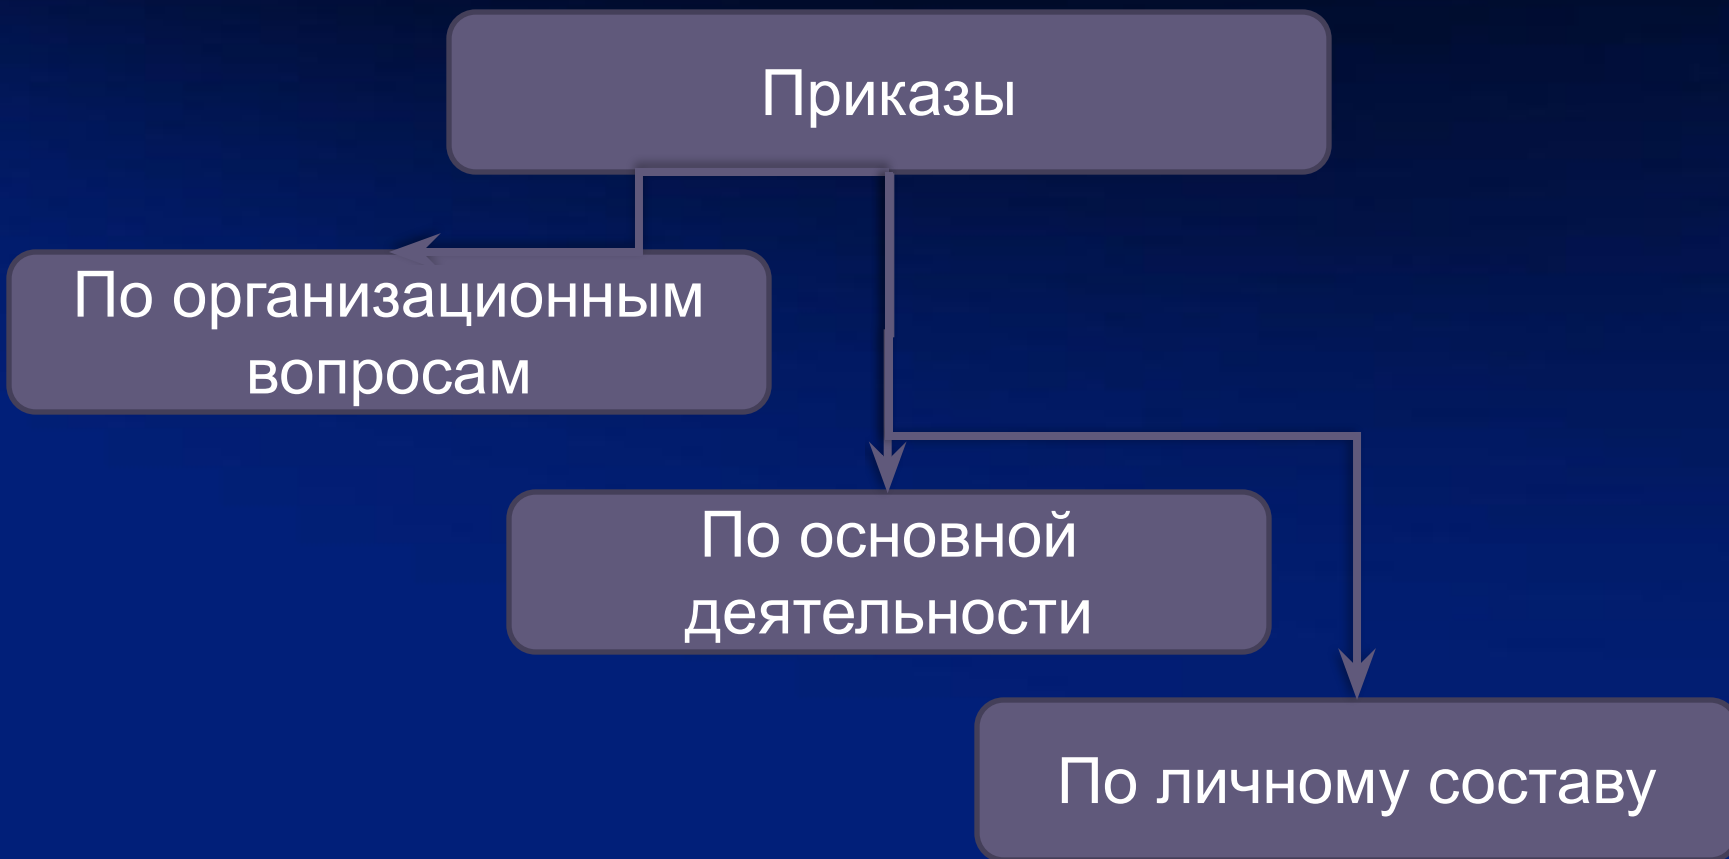 Приказы
По организационным
вопросам
По основной
деятельности
По личному составу